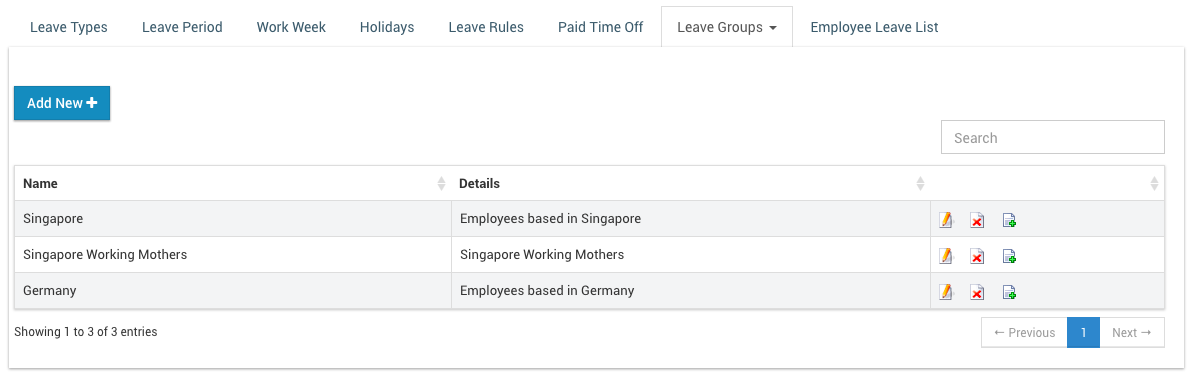 Leave Types Leave Period Work Week Holidays Leave Rules Paid Time Off Leave Groups Employee Leave List
Add New
Search
Name Details
Singapore Employees based in Singapore
Singapore Working Mothers Singapore Working Mothers
Germany Employees based in Germany
Showing 1 to 3 of 3 entries ← Previous 1 Next →